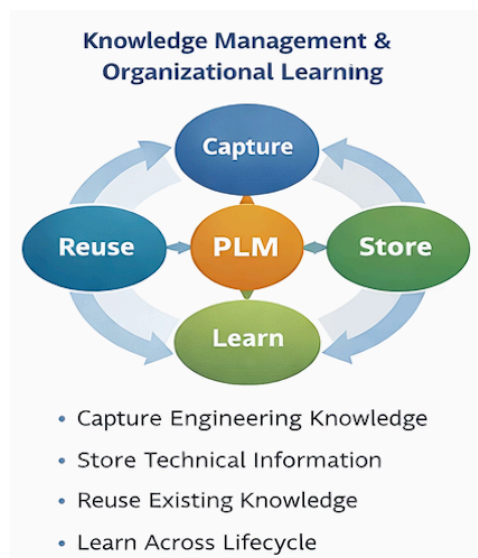 Knowledge Management &
Organizational Learning
Capture
Reuse
PLM
Store
Learn
• Capture Engineering Knowledge
• Store Technical Information
• Reuse Existing Knowledge
• Learn Across Lifecycle